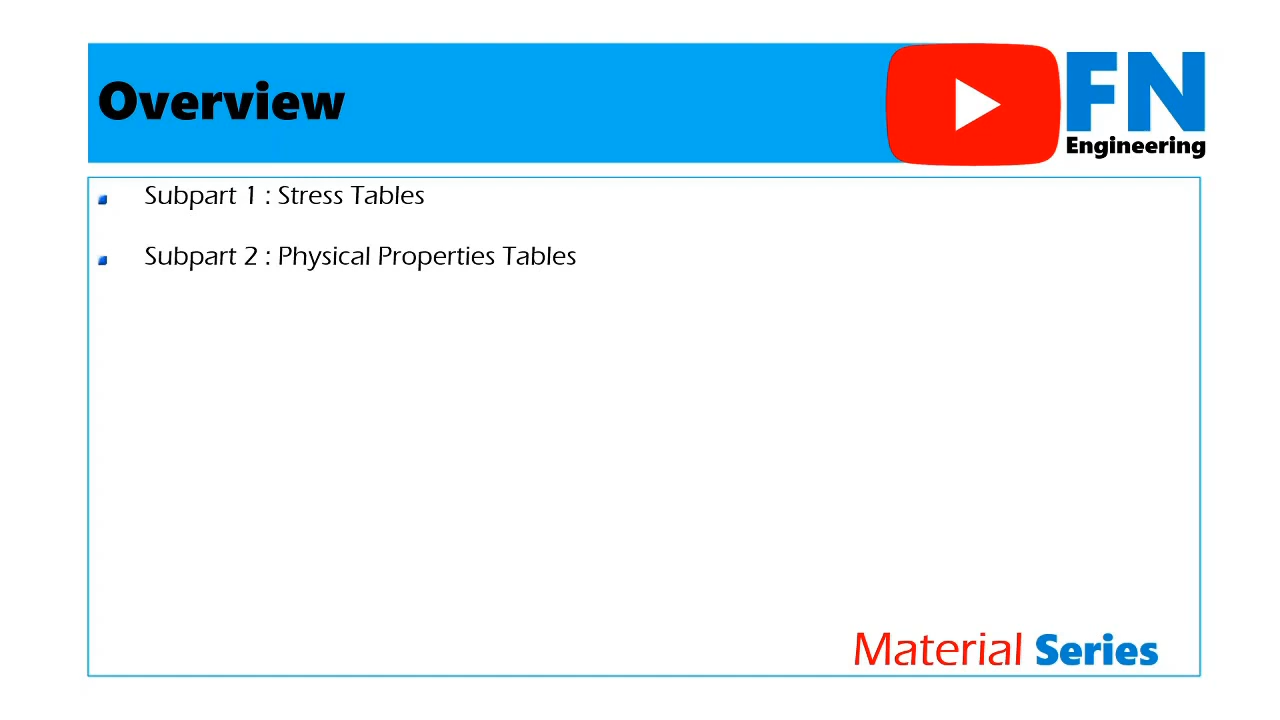 Overview
FN
Engineering
Subpart 1 : Stress Tables
Subpart 2 : Physical Properties Tables
Material Series